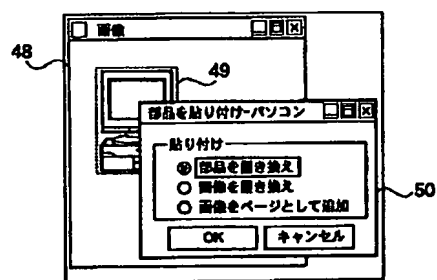 画像
48
49
部品を貼り付け-パソコン
貼り付け
部品を置き換え
画像を置き換え
画像をページとして追加
50
OK
キャンセル